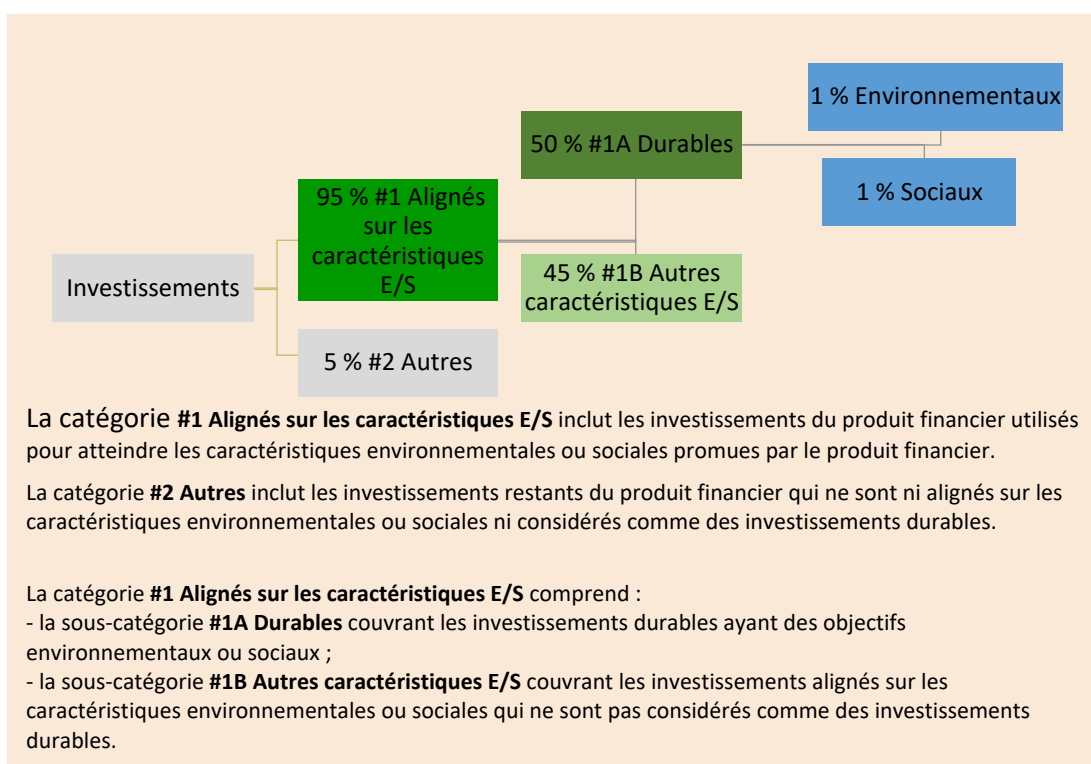 1 % Environnementaux
50 % #1A Durables
1 % Sociaux
95 % #1 Alignés
sur les
caractéristiques
E/S
45 % #1B Autres
caractéristiques E/S
Investissements
5 % #2 Autres
La catégorie #1 Alignés sur les caractéristiques E/S inclut les investissements du produit financier utilisés
pour atteindre les caractéristiques environnementales ou sociales promues par le produit financier.
La catégorie #2 Autres inclut les investissements restants du produit financier qui ne sont ni alignés sur les
caractéristiques environnementales ou sociales ni considérés comme des investissements durables.
La catégorie #1 Alignés sur les caractéristiques E/S comprend :
- la sous-catégorie #1A Durables couvrant les investissements durables ayant des objectifs
environnementaux ou sociaux ;
- la sous-catégorie #1B Autres caractéristiques E/S couvrant les investissements alignés sur les
caractéristiques environnementales ou sociales qui ne sont pas considérés comme des investissements
durables.